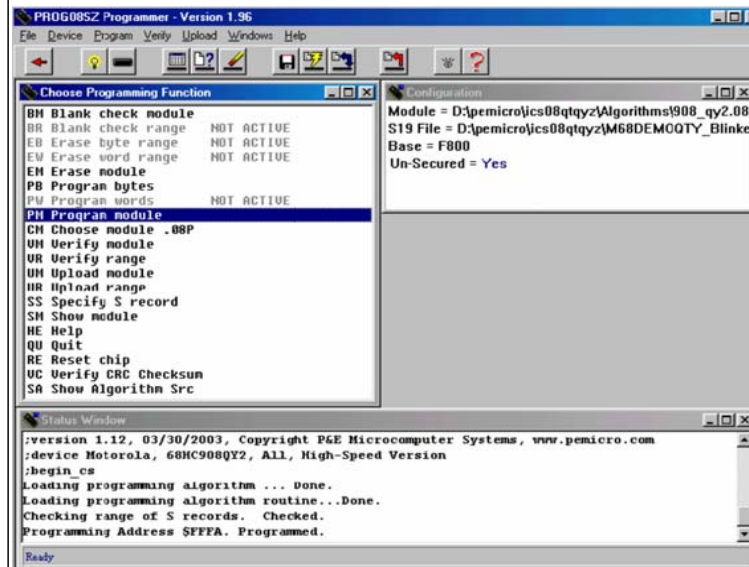 PROG08SZ Programmer - Version 1.96
File Device Program Verify Upload Windows Help
Choose Programming Function
BM Blank check module
BR Blank check range NOT ACTIVE
EB Erase byte range NOT ACTIVE
EW Erase word range NOT ACTIVE
EM Erase module
PB Program bytes
PW Program words NOT ACTIVE
PM Program module
CM Choose module .08P
VM Verify module
VR Verify range
UM Upload module
UR Upload range
SS Specify S record
SM Show module
HE Help
QU Quit
RE Reset chip
VC Verify CRC Checksum
SA Show Algorithm Src
Configuration
Module = D:\pemicro\ics08qtqyz\Algorithms\908_qy2.08
S19 File = D:\pemicro\ics08qtqyz\M68DEMOQTY_Blinke
Base = F800
Un-Secured = Yes
Status Window
;version 1.12, 03/30/2003, Copyright P&E Microcomputer Systems, www.pemicro.com
;device Motorola, 68HC908QY2, All, High-Speed Version
;begin_cs
Loading programming algorithm ... Done.
Loading programming algorithm routine...Done.
Checking range of S records. Checked.
Programming Address $FFFA. Programmed.
Ready